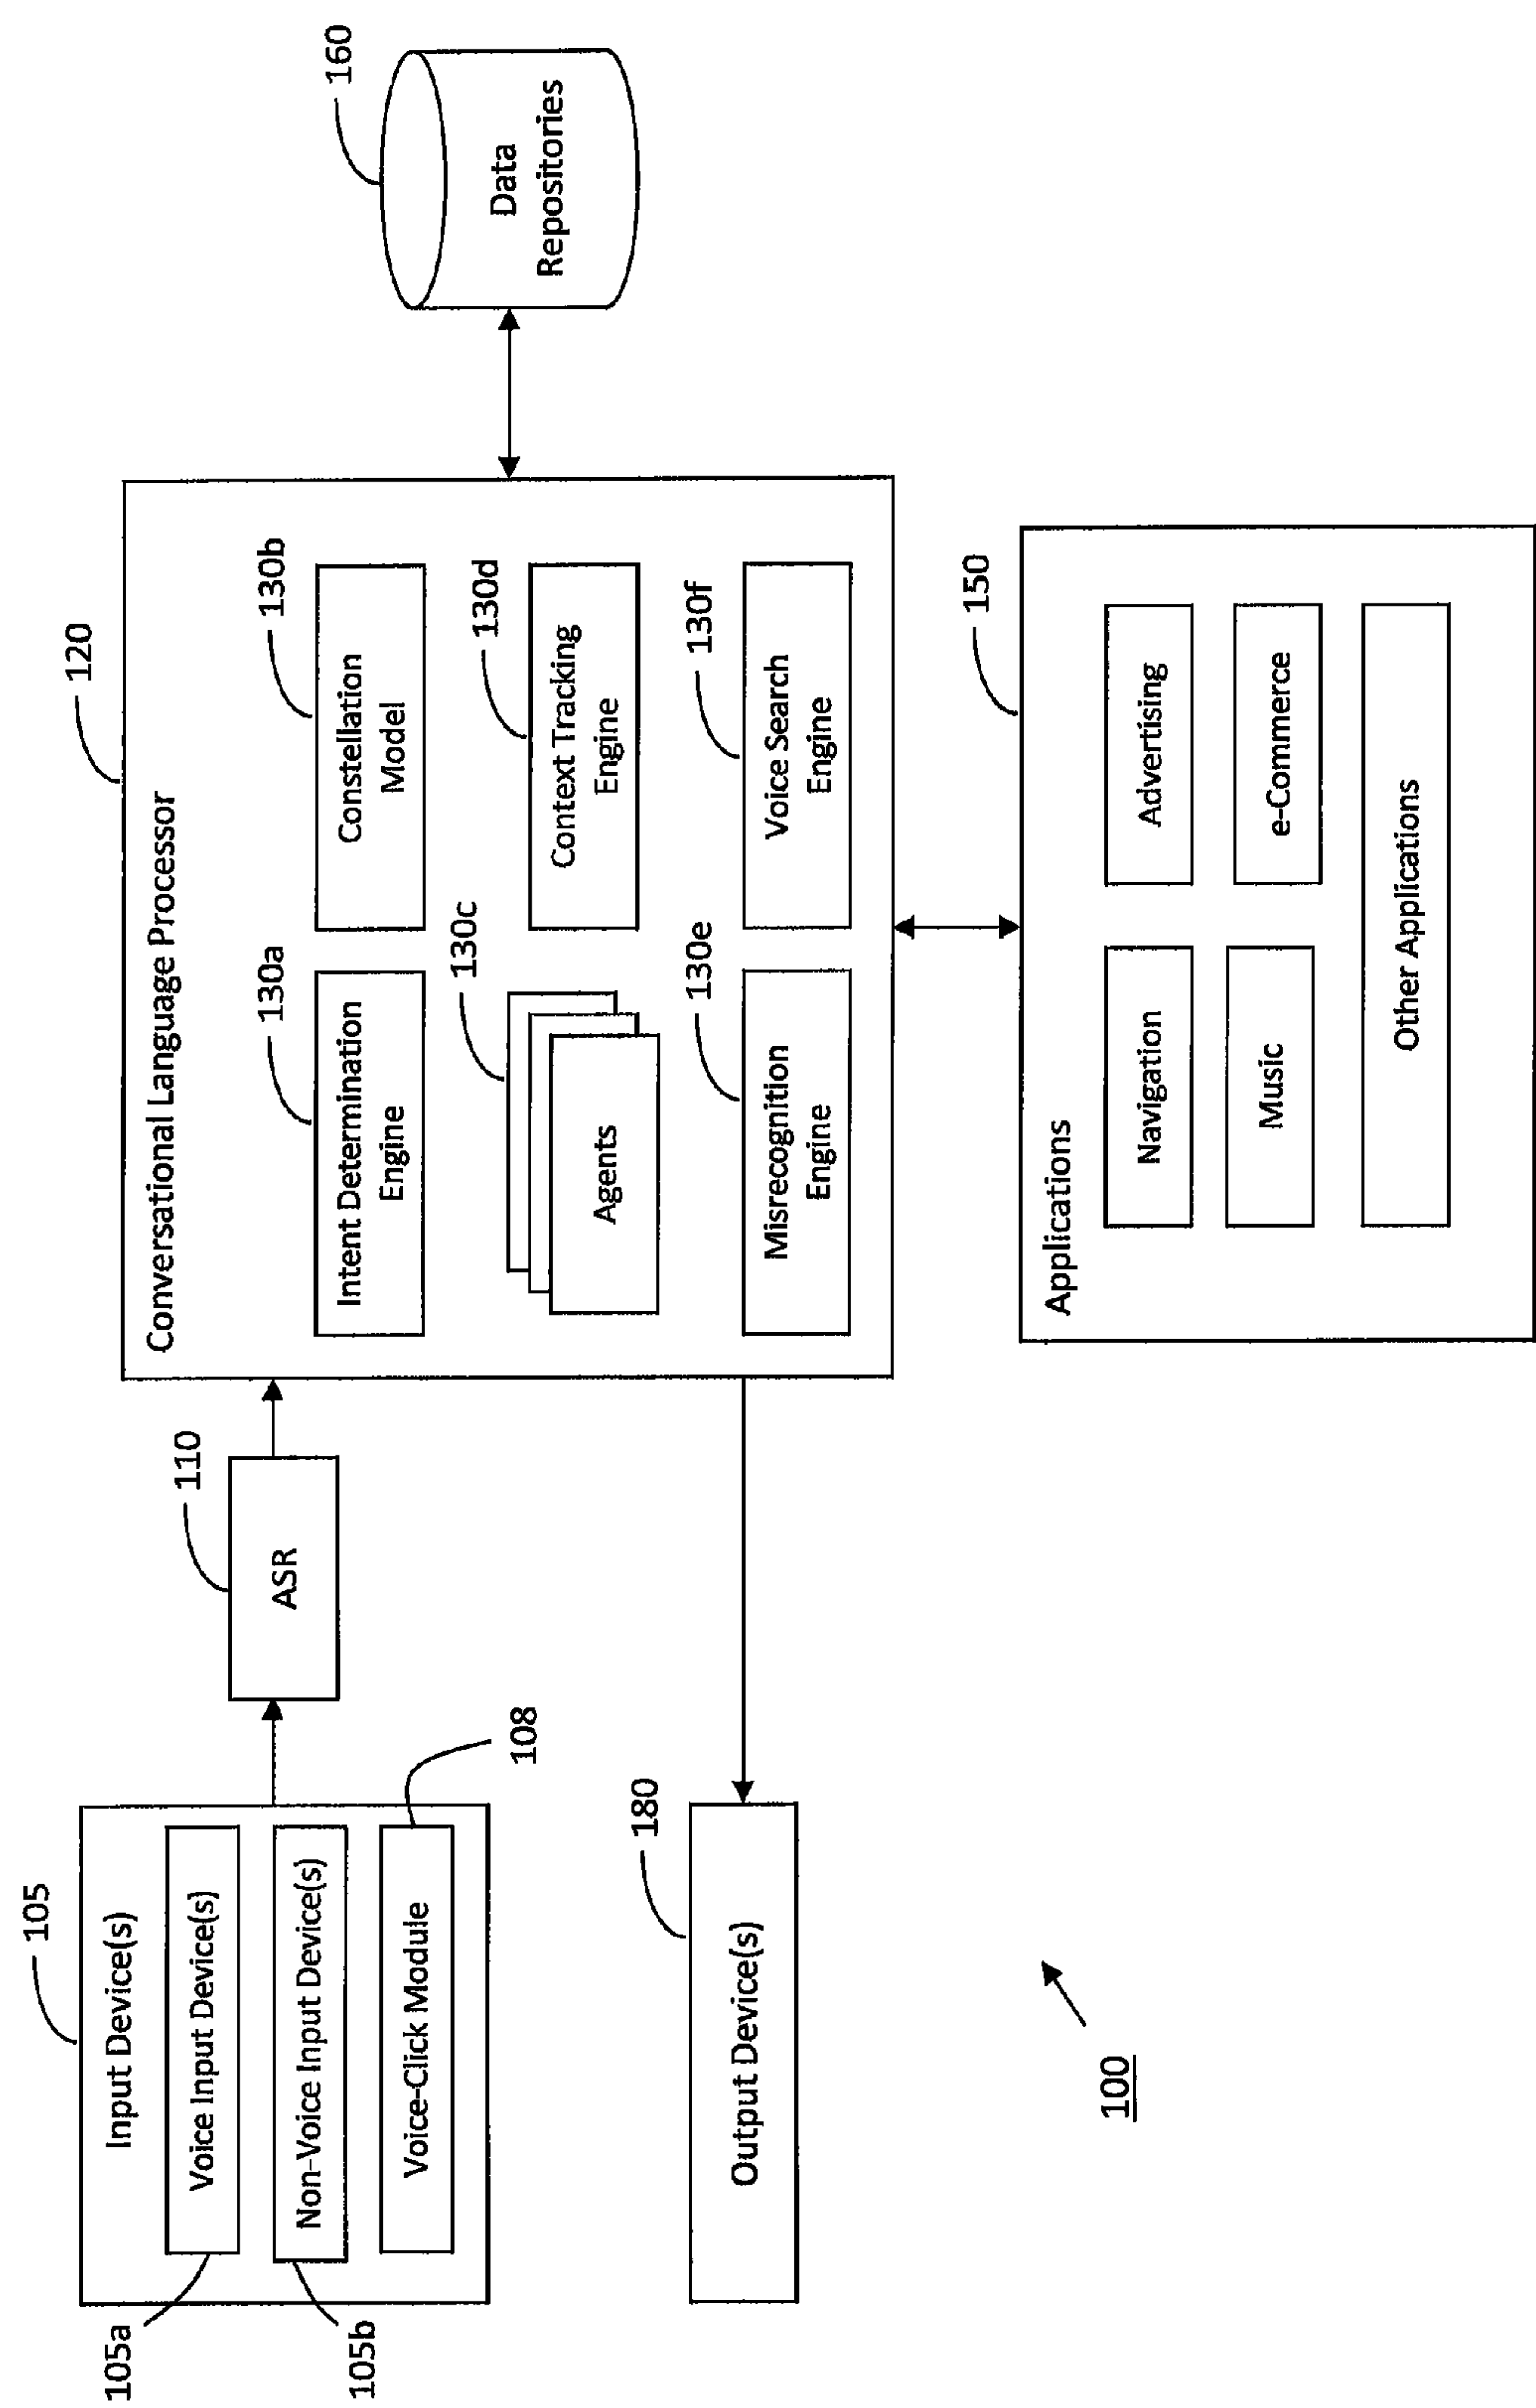 105
Input Device(s)
105a
Voice Input Device(s)
105b
Non-Voice Input Device(s)
Voice-Click Module
108
110
ASR
120
Conversational Language Processor
130a
Intent Determination
Engine
130b
Constellation
Model
130c
Agents
130d
Context Tracking
Engine
130e
Misrecognition
Engine
130f
Voice Search
Engine
160
Data
Repositories
180
Output Device(s)
150
Applications
Navigation
Advertising
Music
e-Commerce
Other Applications
100